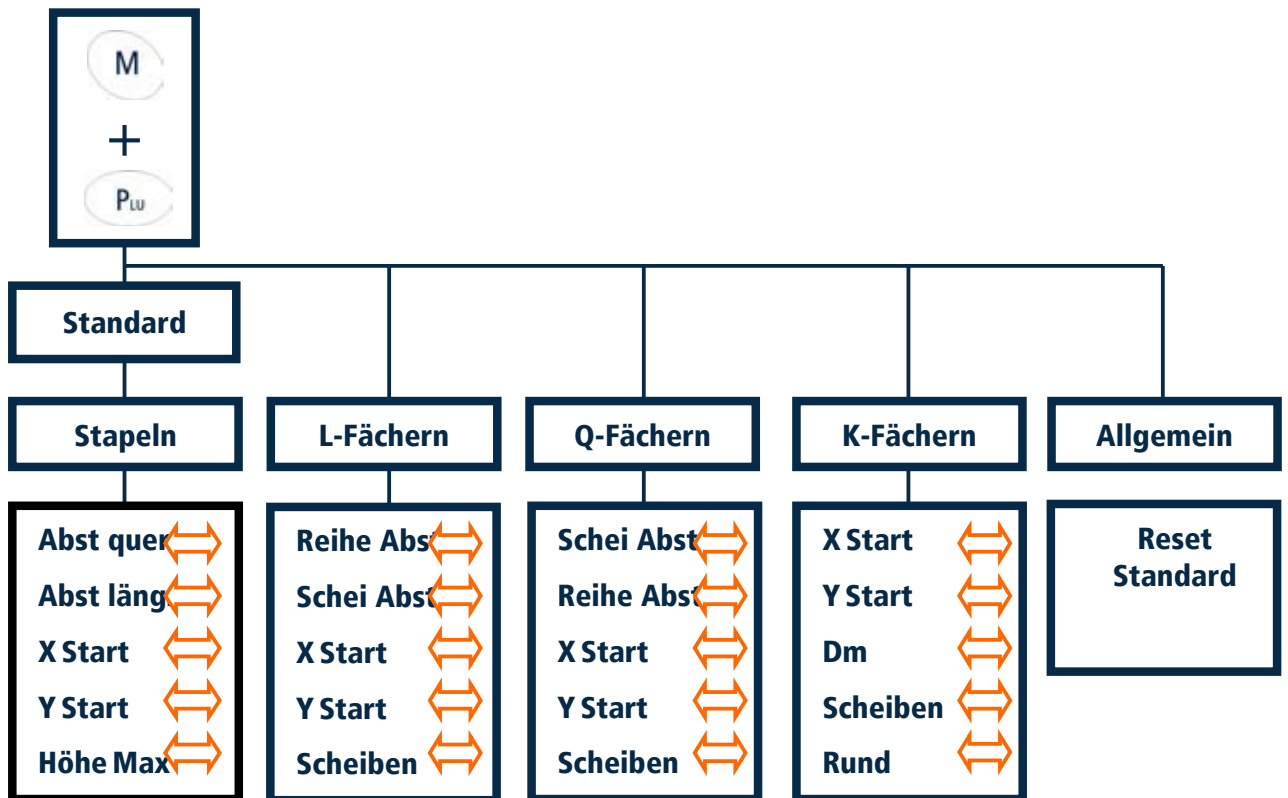 M
+
PLU
Standard
Stapeln
L-Fächern
Q-Fächern
K-Fächern
Allgemein
Abst quer
Abst läng
X Start
Y Start
Höhe Max
Reihe Abst
Schei Abst
X Start
Y Start
Scheiben
Schei Abst
Reihe Abst
X Start
Y Start
Scheiben
X Start
Y Start
Dm
Scheiben
Rund
Reset
Standard